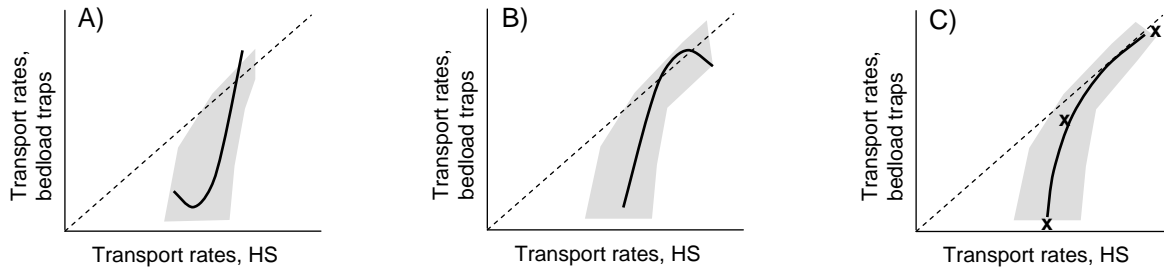 A)
Transport rates,
bedload traps
Transport rates, HS
B)
Transport rates,
bedload traps
Transport rates, HS
C)
Transport rates,
bedload traps
x
x
x
Transport rates, HS